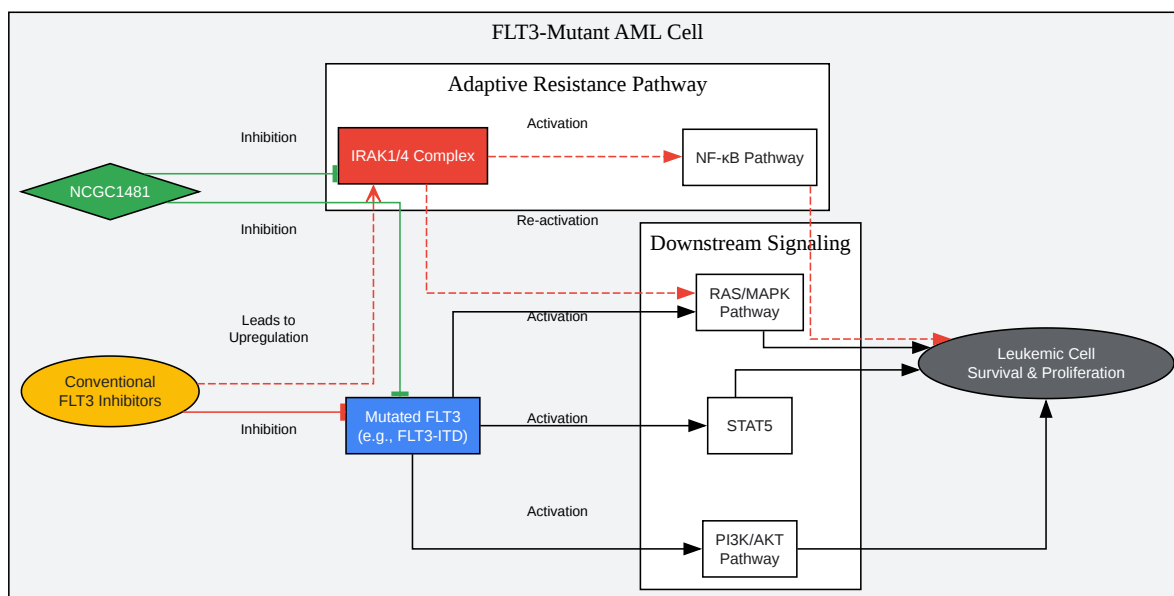 FLT3-Mutant AML Cell
Adaptive Resistance Pathway
Inhibition
Activation
IRAK1/4 Complex
NF-κB Pathway
NCGC1481
Inhibition
Re-activation
Downstream Signaling
RAS/MAPK
Pathway
Activation
Leads to
Upregulation
Leukemic Cell
Survival & Proliferation
Conventional
FLT3 Inhibitors
Inhibition
Mutated FLT3
(e.g., FLT3-ITD)
Activation
STAT5
Activation
PI3K/AKT
Pathway